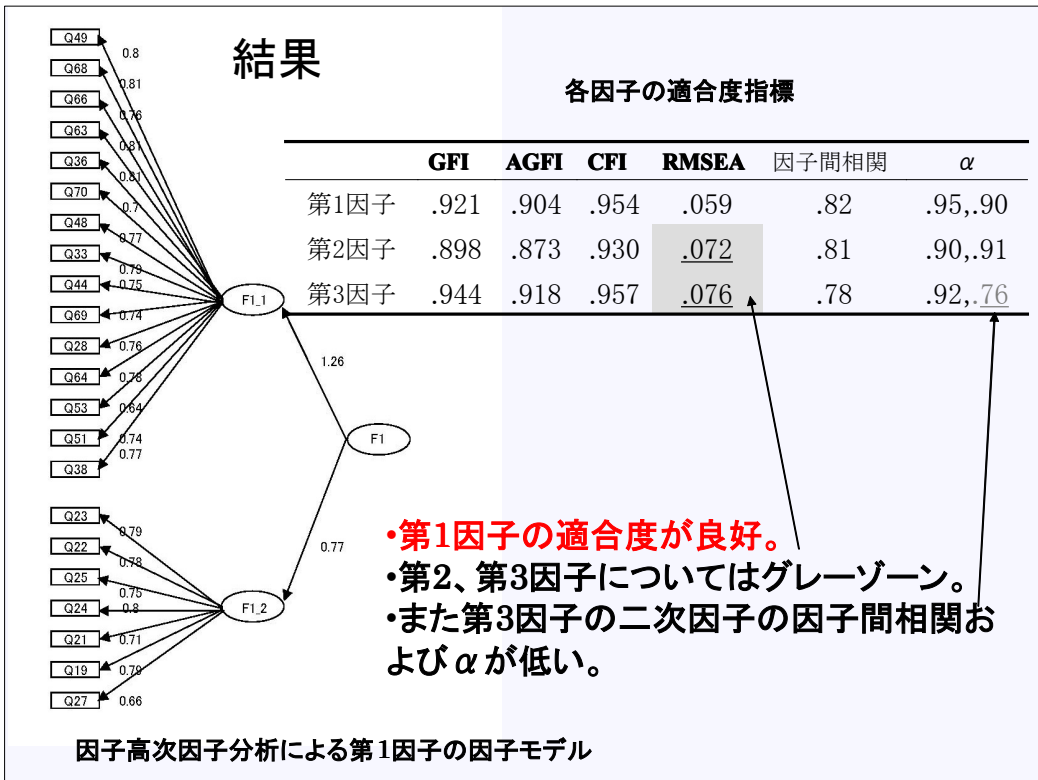 結果
各因子の適合度指標
GFI AGFI CFI RMSEA 因子間相関 α
第1因子 .921 .904 .954 .059 .82 .95,.90
第2因子 .898 .873 .930 .072 .81 .90,.91
第3因子 .944 .918 .957 .076 .78 .92,.76
Q49
0.8
Q68
0.81
Q66
0.76
Q63
0.81
Q36
0.81
Q70
0.7
Q48
0.77
Q33
0.79
Q44
0.75
Q69
0.74
Q28
0.76
Q64
0.78
Q53
0.64
Q51
0.74
0.77
Q38
F1_1
1.26
F1
0.77
Q23
0.79
Q22
0.78
Q25
0.75
Q24
0.8
Q21
0.71
Q19
0.79
Q27
0.66
F1_2
•第1因子の適合度が良好。
•第2、第3因子についてはグレーゾーン。
•また第3因子の二次因子の因子間相関お
よびαが低い。
因子高次因子分析による第1因子の因子モデル